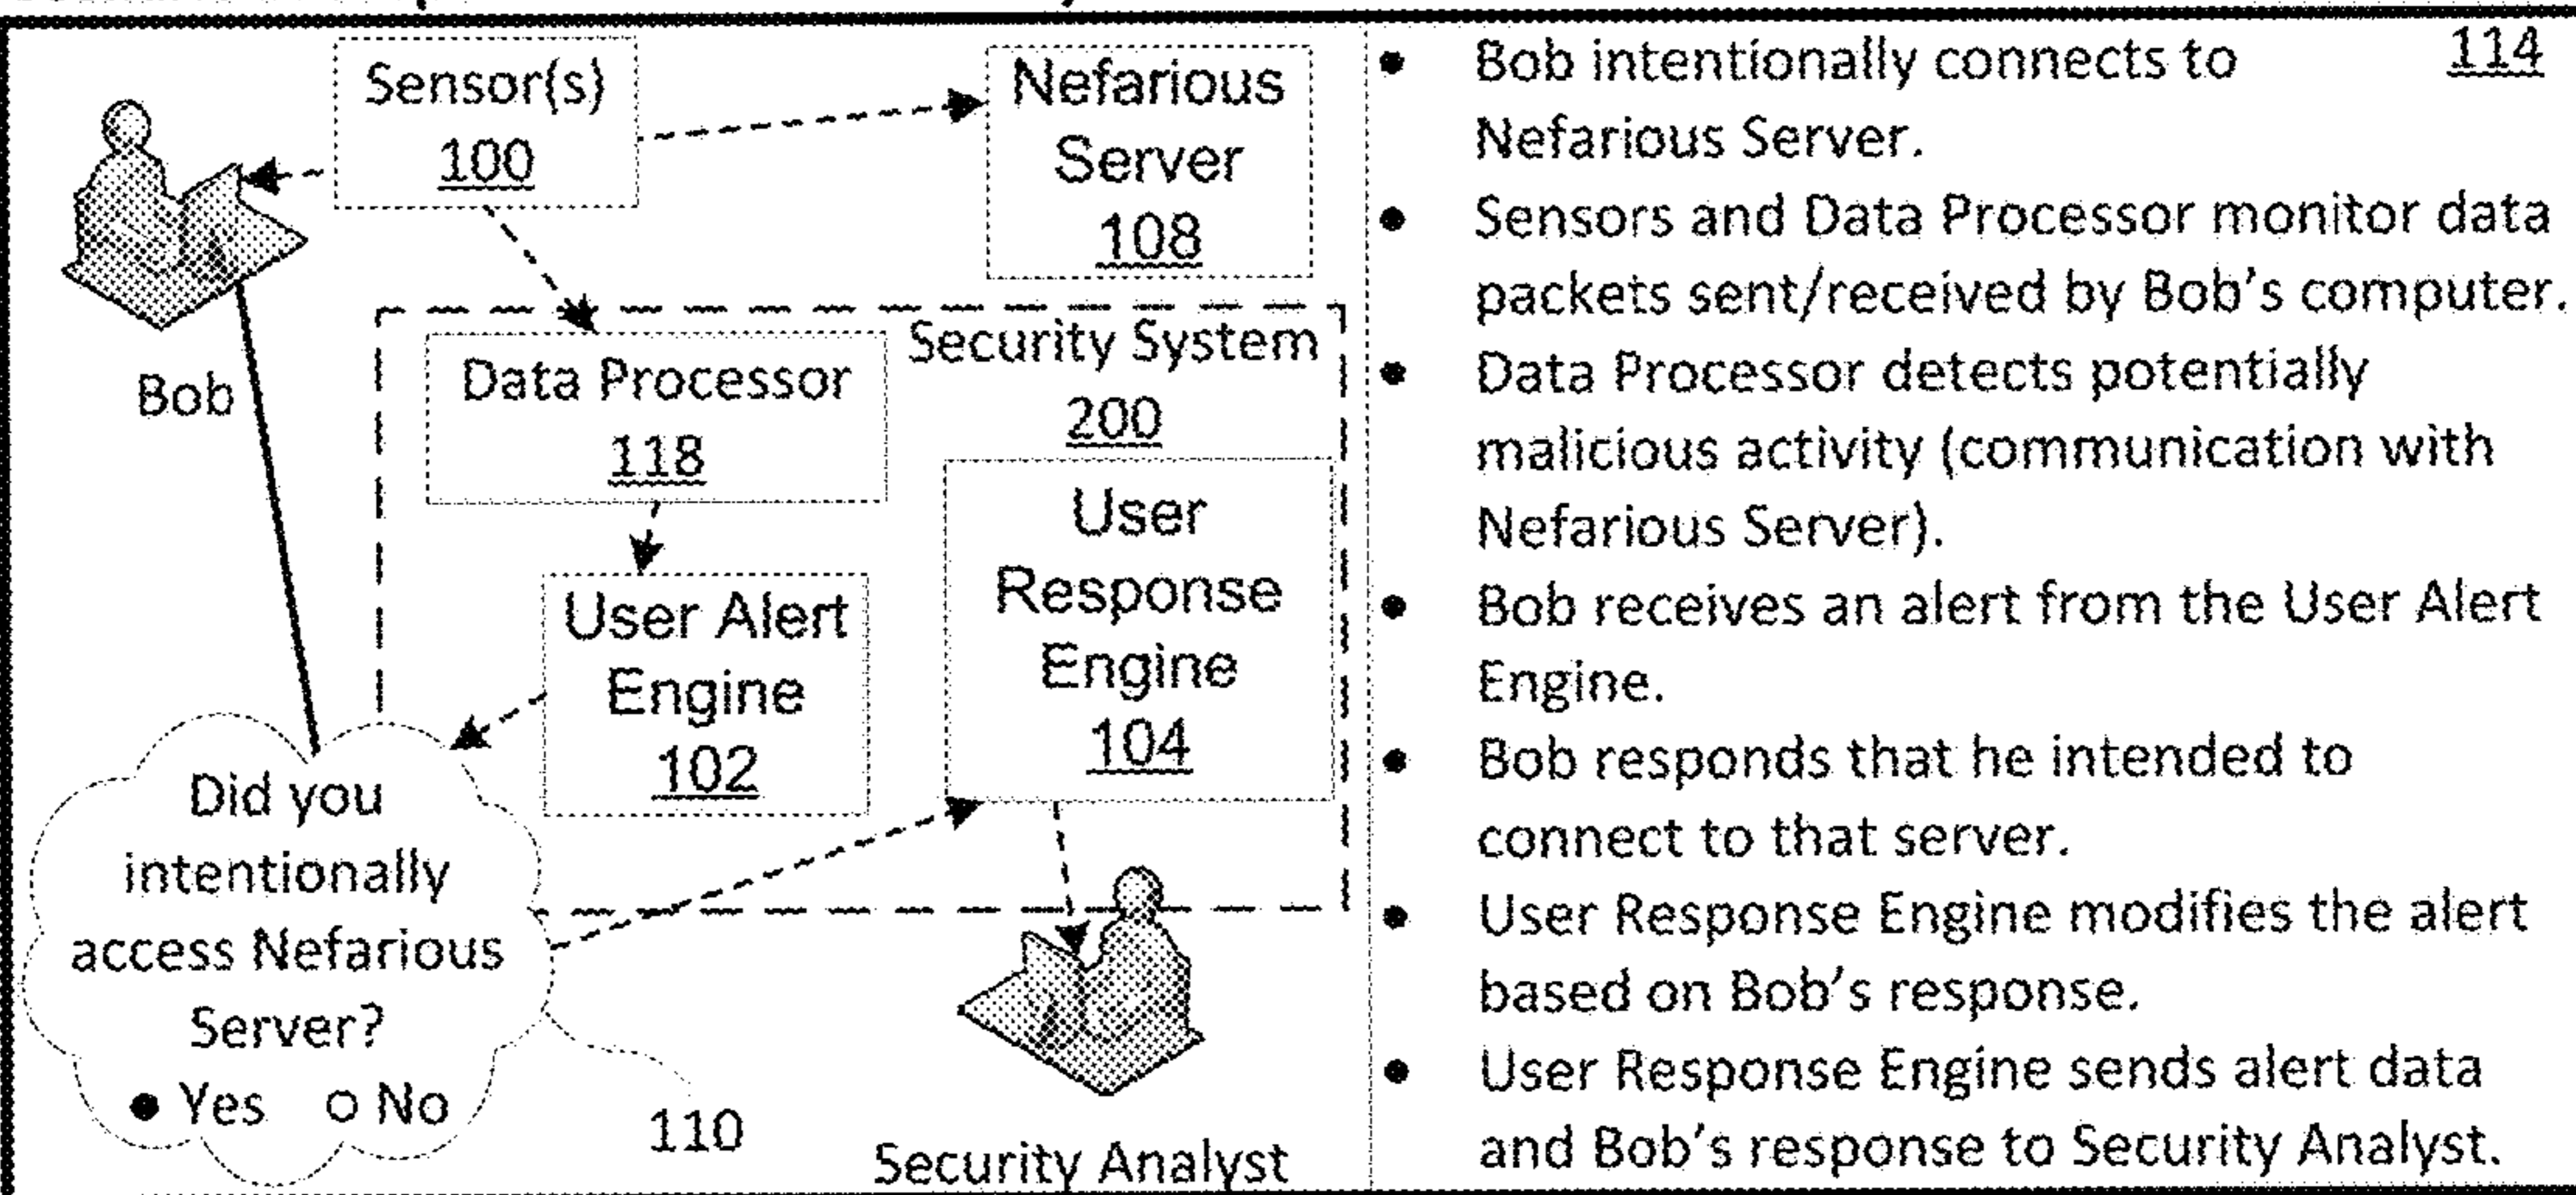 Sensor(s)
100
Nefarious
Server
108
Bob
Security System
200
Data Processor
118
User Alert
Engine
102
User
Response
Engine
104
Did you
intentionally
access Nefarious
Server?
● Yes ○ No
110
Security Analyst
114
● Bob intentionally connects to
Nefarious Server.
● Sensors and Data Processor monitor data
packets sent/received by Bob's computer.
● Data Processor detects potentially
malicious activity (communication with
Nefarious Server).
● Bob receives an alert from the User Alert
Engine.
● Bob responds that he intended to
connect to that server.
● User Response Engine modifies the alert
based on Bob's response.
● User Response Engine sends alert data
and Bob's response to Security Analyst.